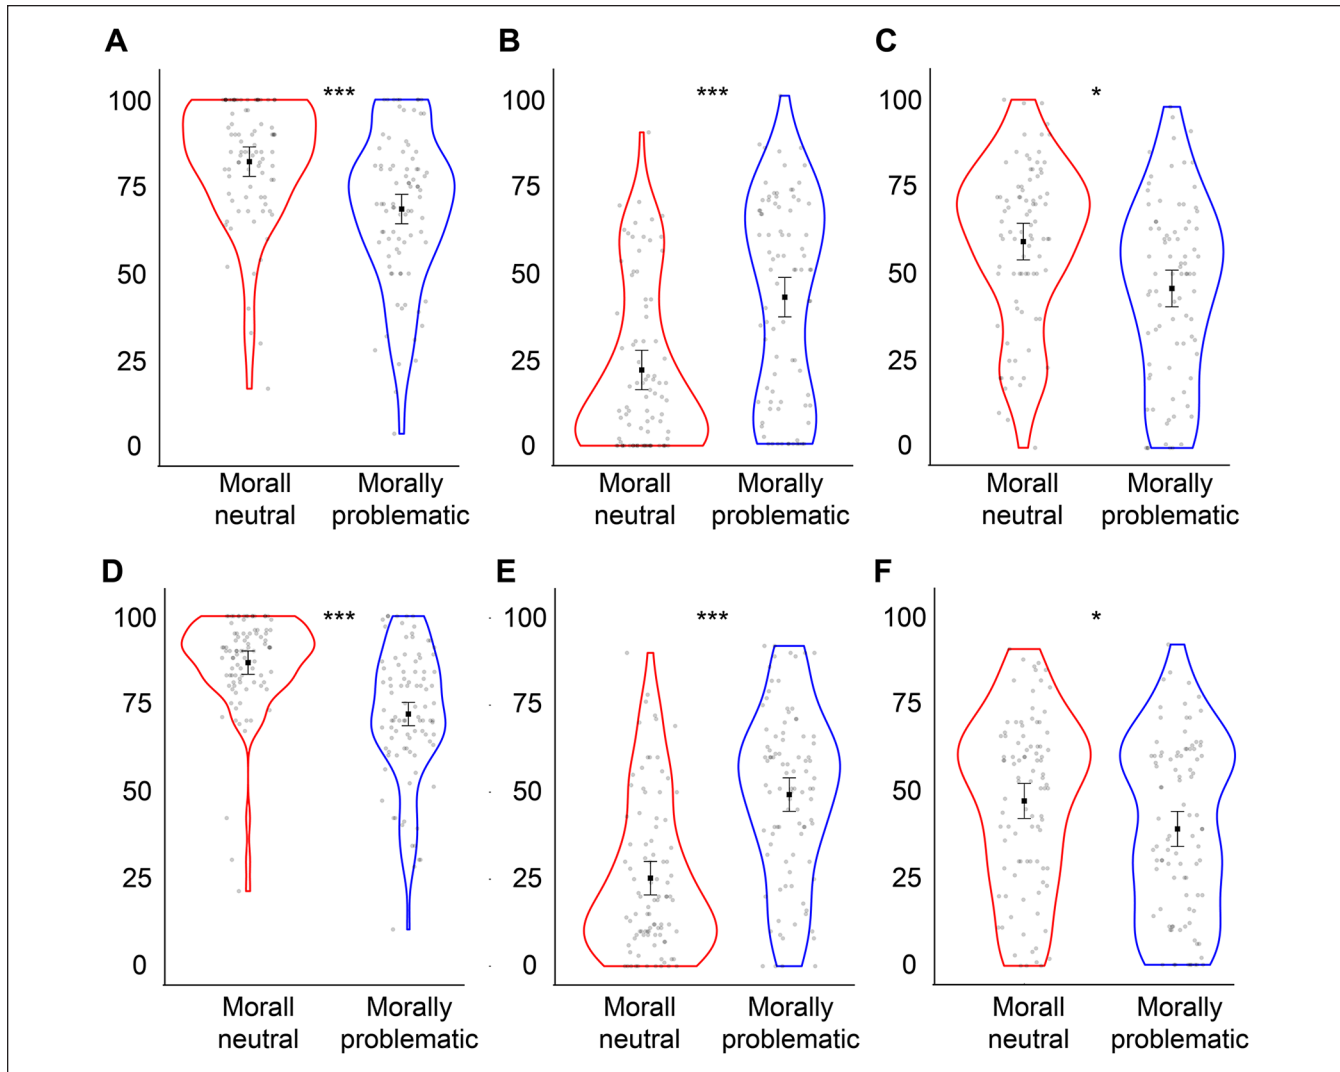 A
B
C
***
***
*
100
75
50
25
0
100
75
50
25
0
100
75
50
25
0
Morall
neutral
Morally
problematic
Morall
neutral
Morally
problematic
Morall
neutral
Morally
problematic
D
E
F
***
***
*
100
75
50
25
0
100
75
50
25
0
100
75
50
25
0
Morall
neutral
Morally
problematic
Morall
neutral
Morally
problematic
Morall
neutral
Morally
problematic